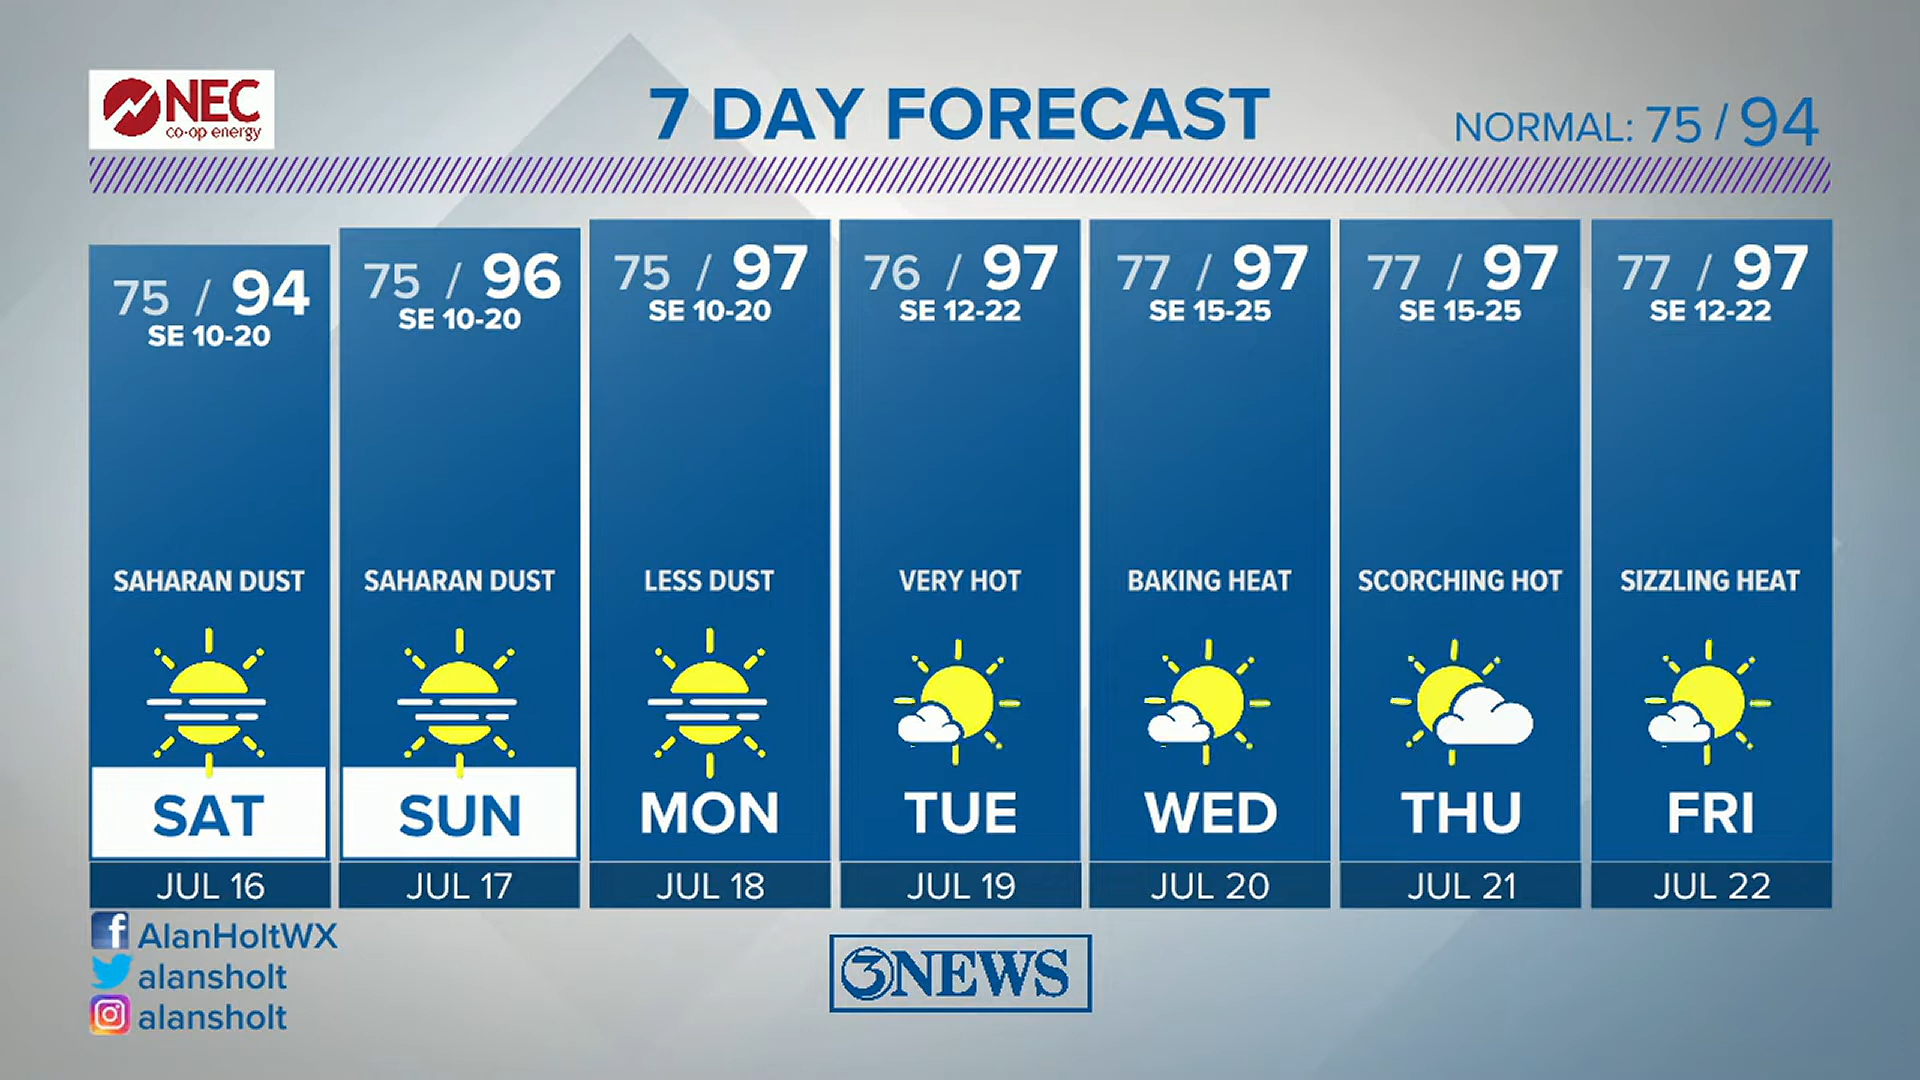 NEC
co-op energy
7 DAY FORECAST
NORMAL: 75 / 94
75 / 94
SE 10-20
SAHARAN DUST
SAT
JUL 16
75 / 96
SE 10-20
SAHARAN DUST
SUN
JUL 17
75 / 97
SE 10-20
LESS DUST
MON
JUL 18
76 / 97
SE 12-22
VERY HOT
TUE
JUL 19
77 / 97
SE 15-25
BAKING HEAT
WED
JUL 20
77 / 97
SE 15-25
SCORCHING HOT
THU
JUL 21
77 / 97
SE 12-22
SIZZLING HEAT
FRI
JUL 22
AlanHoltWX
alansholt
alansholt
3NEWS